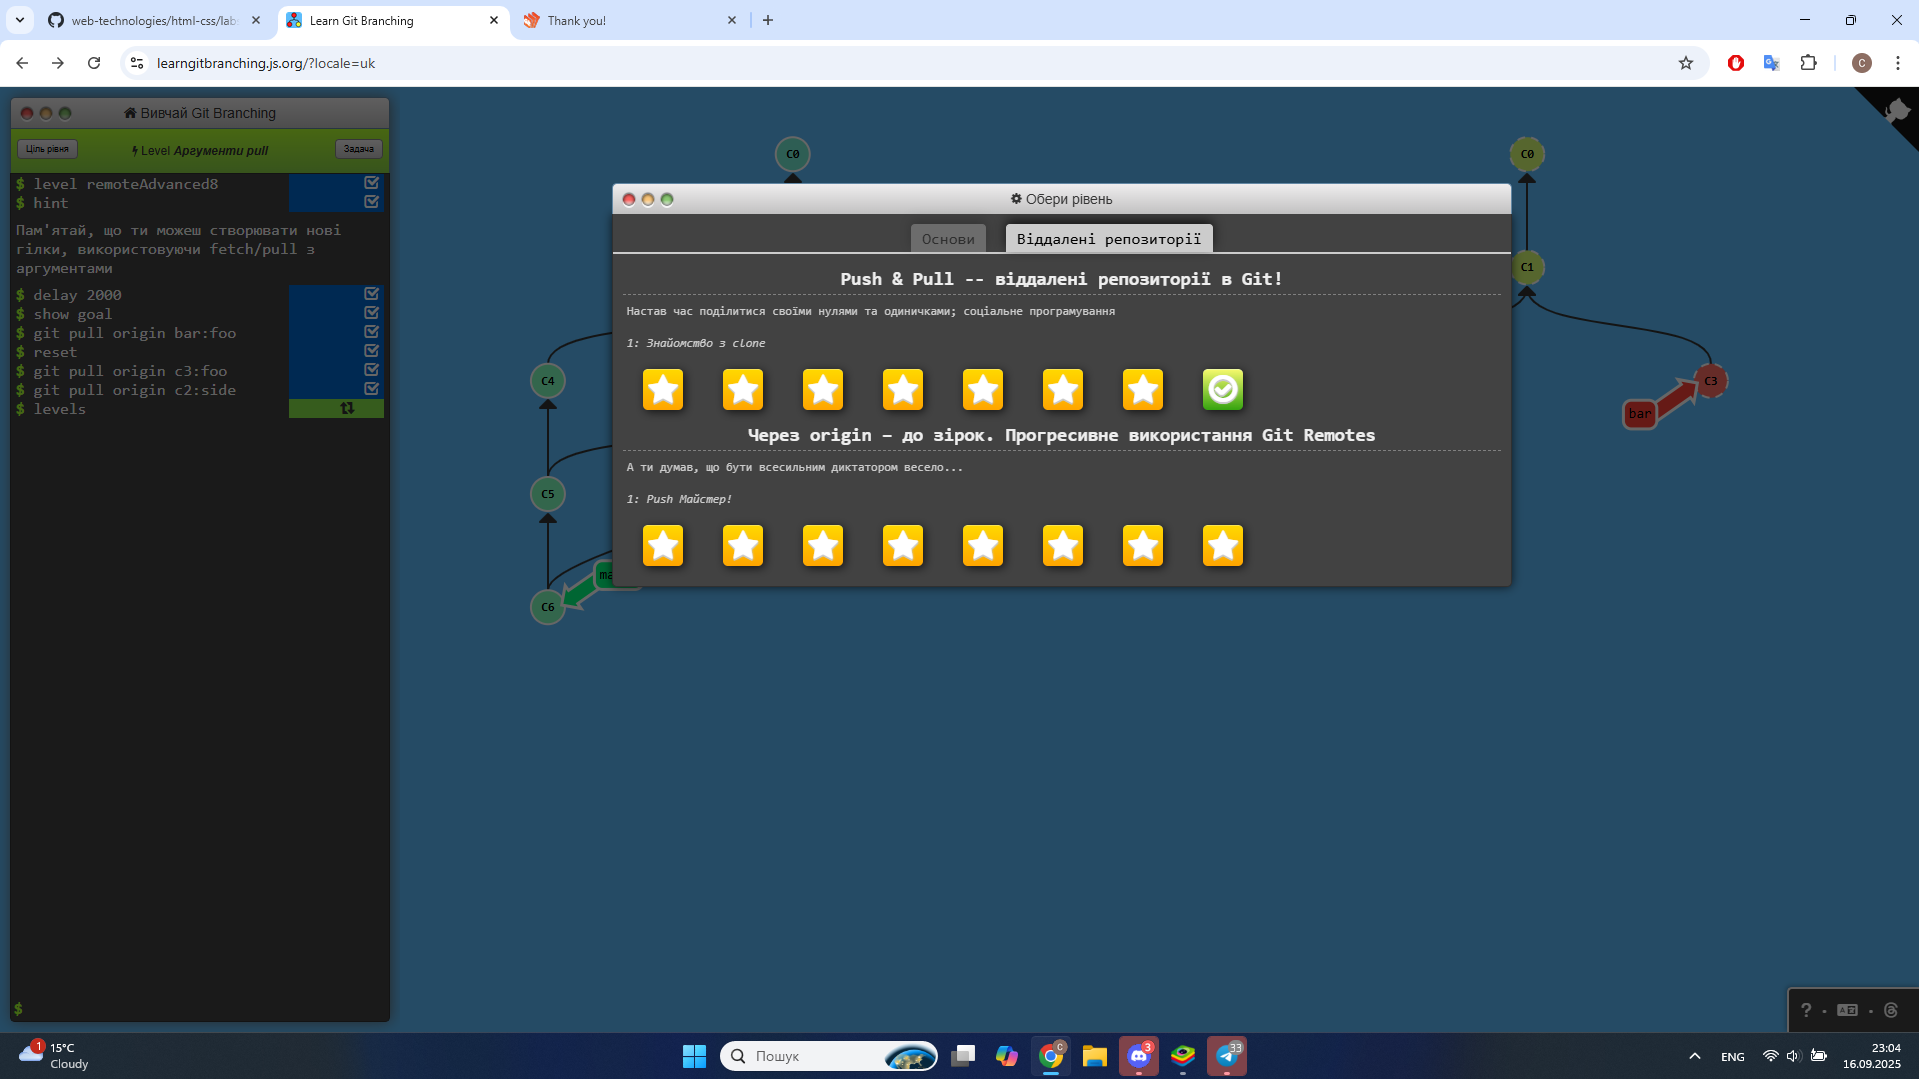 web-technologies/html-css/lab
Learn Git Branching
Thank you!
learngitbranching.js.org/?locale=uk
C
Вивчай Git Branching
Ціль рівня
Level Аргументи pull
Задача
$ level remoteAdvanced8
$ hint
Пам'ятай, що ти можеш створювати нові
гілки, використовуючи fetch/pull з
аргументами
$ delay 2000
$ show goal
$ git pull origin bar:foo
$ reset
$ git pull origin c3:foo
$ git pull origin c2:side
$ levels
$
C0
C4
C5
C6
ma
Обери рівень
Основи
Віддалені репозиторії
Push & Pull -- віддалені репозиторії в Git!
Настав час поділитися своїми нулями та одиничками; соціальне програмування
1: Знайомство з clone
Через origin – до зірок. Прогресивне використання Git Remotes
А ти думав, що бути всесильним диктатором весело...
1: Push Майстер!
C0
C1
C3
bar
?
1
15°C
Cloudy
Пошук
C
3
33
ENG
23:04
16.09.2025